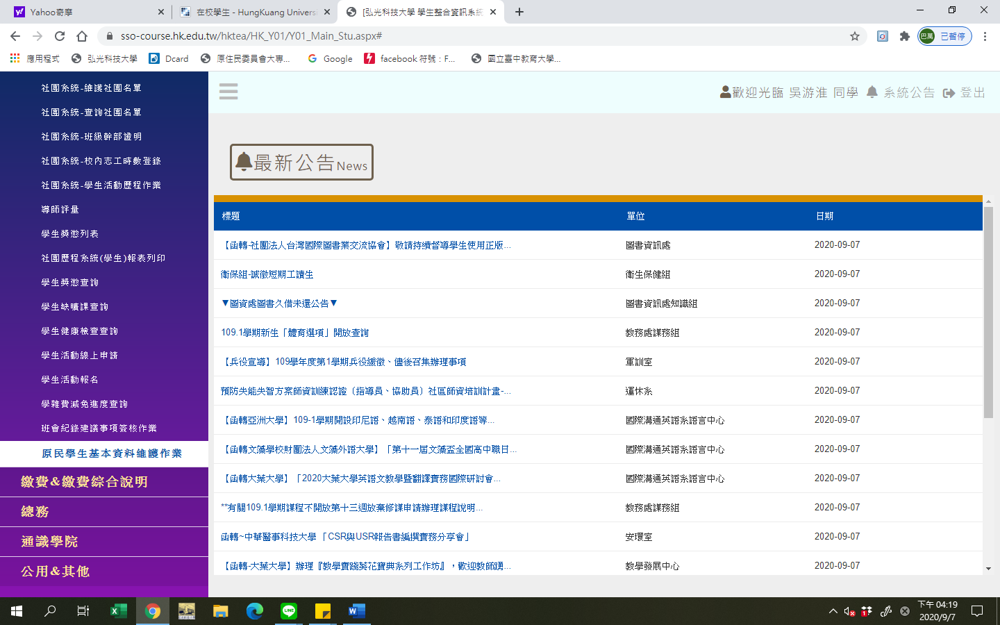 Yahoo奇摩
在校學生 - HungKuang Universi
[弘光科技大學 學生整合資訊系統
sso-course.hk.edu.tw/hktea/HK_Y01/Y01_Main_Stu.aspx#
巴萬 已暫停
應用程式 弘光科技大學 Dcard 原住民委員會大專... Google facebook 符號：F... 國立臺中教育大學...
社團系統-維護社團名單
社團系統-查詢社團名單
社團系統-班級幹部證明
社團系統-校內志工時數登錄
社團系統-學生活動歷程作業
導師評量
學生獎懲列表
社團歷程系統(學生)報表列印
學生獎懲查詢
學生缺曠課查詢
學生健康檢查查詢
學生活動線上申請
學生活動報名
學雜費減免進度查詢
班會紀錄建議事項簽核作業
原民學生基本資料維護作業
繳費&繳費綜合說明
總務
通識學院
公用&其他
歡迎光臨 吳游淮 同學 系統公告 登出
最新公告News
標題 單位 日期
【函轉-社團法人台灣國際圖書業交流協會】敬請持續督導學生使用正版... 圖書資訊處 2020-09-07
衛保組-誠徵短期工讀生 衛生保健組 2020-09-07
▼圖資處圖書久借未還公告▼ 圖書資訊處知識組 2020-09-07
109.1學期新生「體育選項」開放查詢 教務處課務組 2020-09-07
【兵役宣導】109學年度第1學期兵役緩徵、儘後召集辦理事項 軍訓室 2020-09-07
預防失能失智方案師資訓練認證〔指導員、協助員〕社區師資培訓計畫-... 運休系 2020-09-07
【函轉亞洲大學】109-1學期開設印尼語、越南語、泰語和印度語等... 國際溝通英語系語言中心 2020-09-07
【函轉文藻學校財團法人文藻外語大學】「第十一屆文藻盃全國高中職日... 國際溝通英語系語言中心 2020-09-07
【函轉大葉大學】「2020大葉大學英語文教學暨翻譯實務國際研討會... 國際溝通英語系語言中心 2020-09-07
**有關109.1學期課程不開放第十三週放棄修課申請辦理課程說明... 教務處課務組 2020-09-07
函轉~中華醫事科技大學「CSR與USR報告書編撰實務分享會」 安環室 2020-09-07
【函轉-大葉大學】辦理『教學實踐葵花寶典系列工作坊』，歡迎教師踴... 教學發展中心 2020-09-07
下午 04:19
2020/9/7